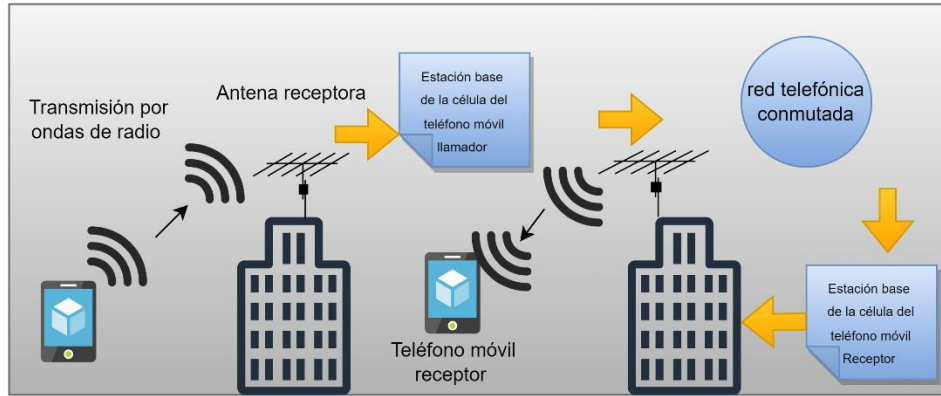 Transmisión por
ondas de radio
Antena receptora
Estación base
de la célula del
teléfono móvil
llamador
red telefónica
conmutada
Teléfono móvil
receptor
Estación base
de la célula del
teléfono móvil
Receptor